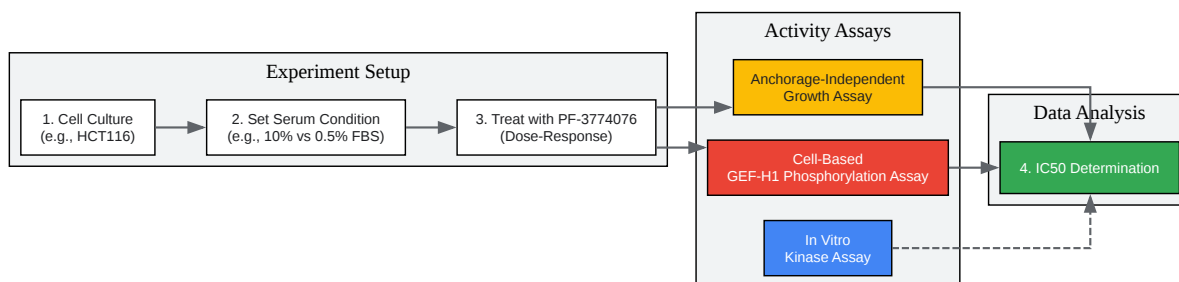 Experiment Setup
1. Cell Culture
(e.g., HCT116)
2. Set Serum Condition
(e.g., 10% vs 0.5% FBS)
3. Treat with PF-3774076
(Dose-Response)
Activity Assays
Anchorage-Independent
Growth Assay
Cell-Based
GEF-H1 Phosphorylation Assay
In Vitro
Kinase Assay
Data Analysis
4. IC50 Determination